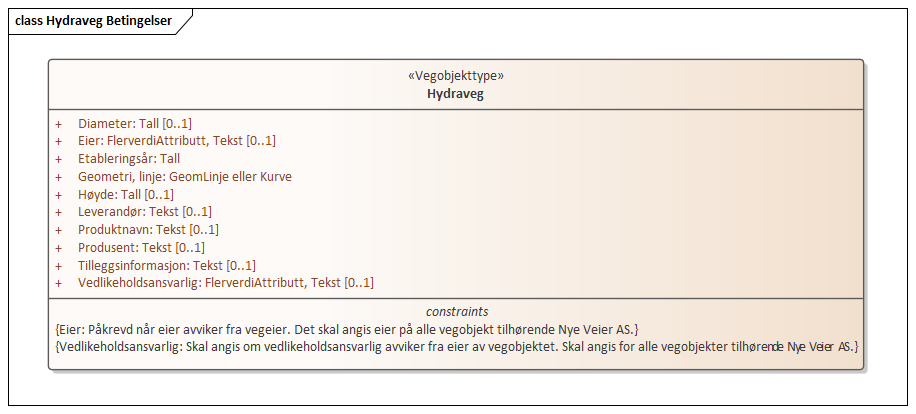 class Hydraveg Betingelser
«Vegobjekttype»
Hydraveg
+ Diameter: Tall [0..1]
+ Eier: FlerverdiAttributt, Tekst [0..1]
+ Etableringsår: Tall
+ Geometri, linje: GeomLinje eller Kurve
+ Høyde: Tall [0..1]
+ Leverandør: Tekst [0..1]
+ Produktnavn: Tekst [0..1]
+ Produsent: Tekst [0..1]
+ Tilleggsinformasjon: Tekst [0..1]
+ Vedlikeholdsansvarlig: FlerverdiAttributt, Tekst [0..1]
constraints
{Eier: Påkrevd når eier avviker fra vegeier. Det skal angis eier på alle vegobjekt tilhørende Nye Veier AS.}
{Vedlikeholdsansvarlig: Skal angis om vedlikeholdsansvarlig avviker fra eier av vegobjektet. Skal angis for alle vegobjekter tilhørende Nye Veier AS.}